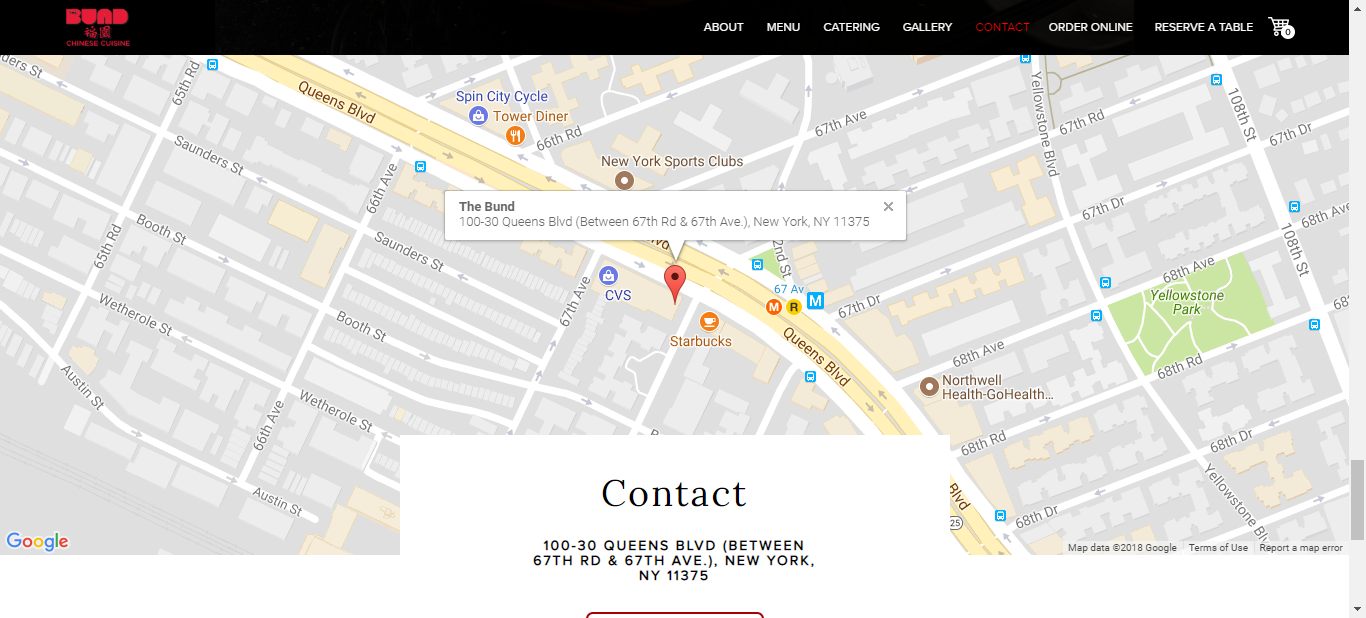 BUND
裕園
CHINESE CUISINE
ABOUT MENU CATERING GALLERY CONTACT ORDER ONLINE RESERVE A TABLE 0
ders St
65th Rd
Queens Blvd
Spin City Cycle
Tower Diner
66th Rd
67th Ave
Yellowstone Blvd
67th Rd
108th St
67th Dr
Saunders St
66th Ave
New York Sports Clubs
The Bund
100-30 Queens Blvd (Between 67th Rd & 67th Ave.), New York, NY 11375
67th Dr
65th Rd
Booth St
Saunders St
lvd
2nd St
108th St
CVS
67th Ave
67 Av
M
M R
67th Dr
68th Ave
Yellowstone
Park
68
Wetherole St
Booth St
Starbucks
Queens Blvd
68th Ave
68th Rd
Austin St
Wetherole St
66th Ave
Northwell
Health-GoHealth...
68th Rd
68th Dr
Austin St
Blvd
25
68th Dr
Yellowstone Bl
Google
Map data ©2018 Google Terms of Use Report a map error
Contact
100-30 QUEENS BLVD (BETWEEN
67TH RD & 67TH AVE.), NEW YORK,
NY 11375